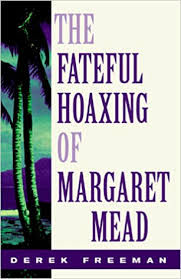 THE
FATEFUL
HOAXING
OF
MARGARET
MEAD
DEREK FREEMAN